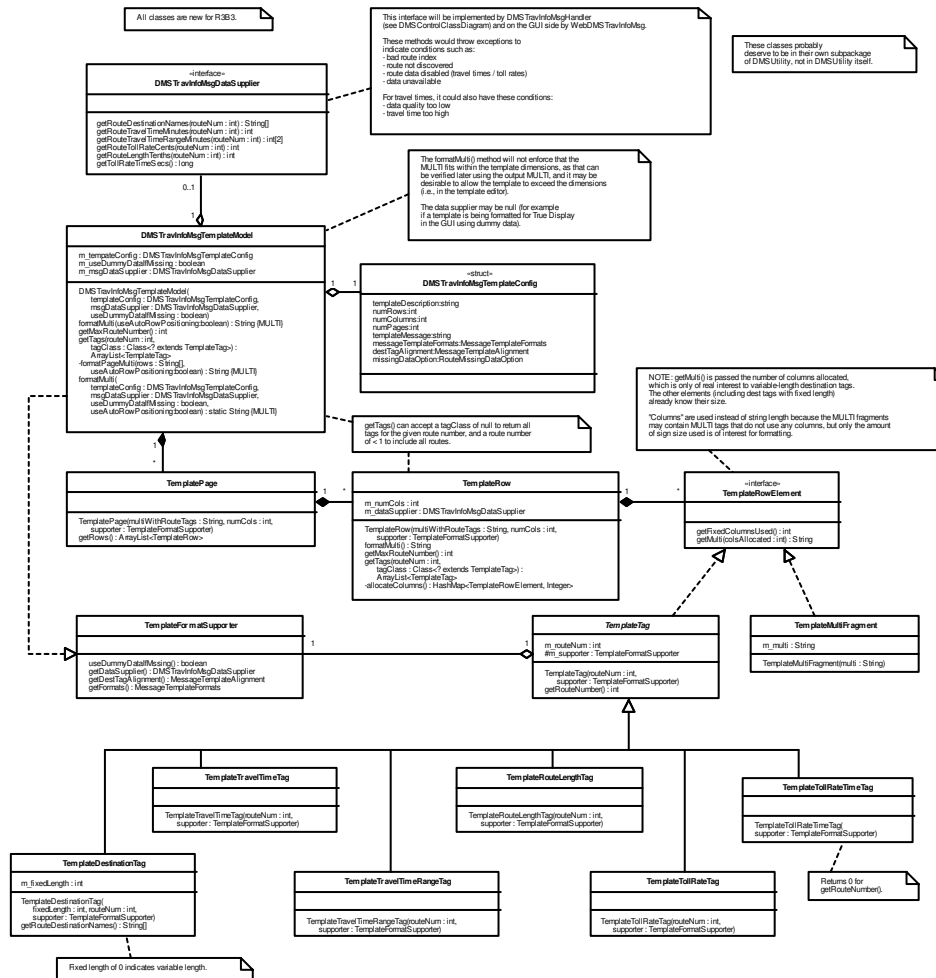 All classes are new for R3B3.
This interface will be implemented by DMSTravInfoMsgHandler
(see DMSControlClassDiagram) and on the GUI side by WebDMSTravInfoMsg.
These methods would throw exceptions to
indicate conditions such as:
- bad route index
- route not discovered
- route data disabled (travel times / toll rates)
- data unavailable
For travel times, it could also have these conditions:
- data quality too low
- travel time too high
These classes probably
deserve to be in their own subpackage
of DMSUtility, not in DMSUtility itself.
«interface»
DMSTravInfoMsgDataSupplier
getRouteDestinationNames(routeNum : int) : String[]
getRouteTravelTimeMinutes(routeNum : int) : int
getRouteTravelTimeRangeMinutes(routeNum : int) : int[2]
getRouteTollRateCents(routeNum : int) : int
getRouteLengthTenths(routeNum : int) : int
getTollRateTimeSecs() : long
0..1
1
The formatMulti() method will not enforce that the
MULTI fits within the template dimensions, as that can
be verified later using the output MULTI, and it may be
desirable to allow the template to exceed the dimensions
(i.e., in the template editor).
The data supplier may be null (for example
if a template is being formatted for True Display
in the GUI using dummy data).
DMSTravInfoMsgTemplateModel
m_tempateConfig : DMSTravInfoMsgTemplateConfig
m_useDummyDataIfMissing : boolean
m_msgDataSupplier : DMSTravInfoMsgDataSupplier
DMSTravInfoMsgTemplateModel(
templateConfig : DMSTravInfoMsgTemplateConfig,
msgDataSupplier : DMSTravInfoMsgDataSupplier,
useDummyDataIfMissing : boolean)
formatMulti(useAutoRowPositioning:boolean) : String {MULTI}
getMaxRouteNumber() : int
getTags(routeNum : int,
tagClass : Class<? extends TemplateTag>) :
ArrayList<TemplateTag>
-formatPageMulti(rows : String[],
useAutoRowPositioning:boolean) : String {MULTI}
formatMulti(
templateConfig : DMSTravInfoMsgTemplateConfig,
msgDataSupplier : DMSTravInfoMsgDataSupplier,
useDummyDataIfMissing : boolean,
useAutoRowPositioning:boolean) : static String {MULTI}
1
1
«struct»
DMSTravInfoMsgTemplateConfig
templateDescription:string
numRows:int
numColumns:int
numPages:int
templateMessage:string
messageTemplateFormats:MessageTemplateFormats
destTagAlignment:MessageTemplateAlignment
missingDataOption:RouteMissingDataOption
NOTE: getMulti() is passed the number of columns allocated,
which is only of real interest to variable-length destination tags.
The other elements (including dest tags with fixed length)
already know their size.
"Columns" are used instead of string length because the MULTI fragments
may contain MULTI tags that do not use any columns, but only the amount
of sign size used is of interest for formatting.
getTags() can accept a tagClass of null to return all
tags for the given route number, and a route number
of < 1 to include all routes.
1
*
TemplatePage
TemplatePage(multiWithRouteTags : String, numCols : int,
supporter : TemplateFormatSupporter)
getRows() : ArrayList<TemplateRow>
1
*
TemplateRow
m_numCols : int
m_dataSupplier : DMSTravInfoMsgDataSupplier
TemplateRow(multiWithRouteTags : String, numCols : int,
supporter : TemplateFormatSupporter)
formatMulti() : String
getMaxRouteNumber() : int
getTags(routeNum : int,
tagClass : Class<? extends TemplateTag>) :
ArrayList<TemplateTag>
-allocateColumns() : HashMap<TemplateRowElement, Integer>
1
*
«interface»
TemplateRowElement
getFixedColumnsUsed() : int
getMulti(colsAllocated : int) : String
TemplateFormatSupporter
useDummyDataIfMissing() : boolean
getDataSupplier() : DMSTravInfoMsgDataSupplier
getDestTagAlignment() : MessageTemplateAlignment
getFormats() : MessageTemplateFormats
1
1
TemplateTag
m_routeNum : int
#m_supporter : TemplateFormatSupporter
TemplateTag(routeNum : int,
supporter : TemplateFormatSupporter)
getRouteNumber() : int
TemplateMultiFragment
m_multi : String
TemplateMultiFragment(multi : String)
TemplateTravelTimeTag
TemplateTravelTimeTag(routeNum : int,
supporter : TemplateFormatSupporter)
TemplateRouteLengthTag
TemplateRouteLengthTag(routeNum : int,
supporter : TemplateFormatSupporter)
TemplateTollRateTimeTag
TemplateTollRateTimeTag(
supporter : TemplateFormatSupporter)
TemplateDestinationTag
m_fixedLength : int
TemplateDestinationTag(
fixedLength : int, routeNum : int,
supporter : TemplateFormatSupporter)
getRouteDestinationNames() : String[]
TemplateTravelTimeRangeTag
TemplateTravelTimeRangeTag(routeNum : int,
supporter : TemplateFormatSupporter)
TemplateTollRateTag
TemplateTollRateTag(routeNum : int,
supporter : TemplateFormatSupporter)
Returns 0 for
getRouteNumber().
Fixed length of 0 indicates variable length.